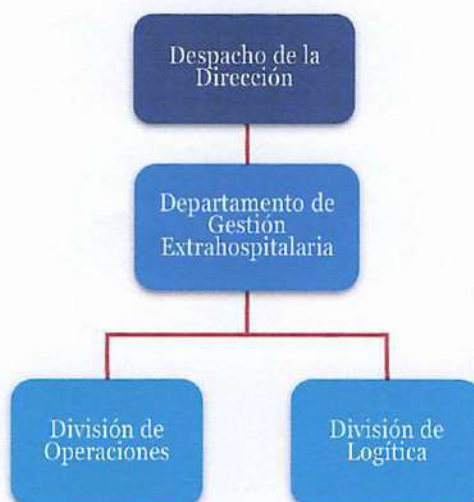 Despacho de la
Dirección
Departamento de
Gestión
Extrahospitalaria
División de
Operaciones
División de
Logítica